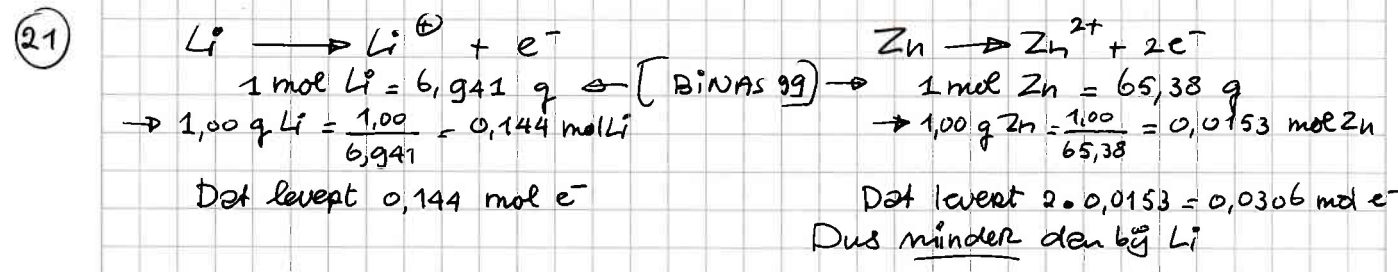 21
Li → Li⊕ + e⁻
1 mol Li = 6,941 g ← [BINAS 99] →
→ 1,00 g Li = 1,00/6,941 = 0,144 mol Li
Dat levert 0,144 mol e⁻
Zn → Zn²⁺ + 2e⁻
1 mol Zn = 65,38 g
→ 1,00 g Zn = 1,00/65,38 = 0,0153 mol Zn
Dat levert 2 • 0,0153 = 0,0306 mol e⁻
Dus minder dan bij Li